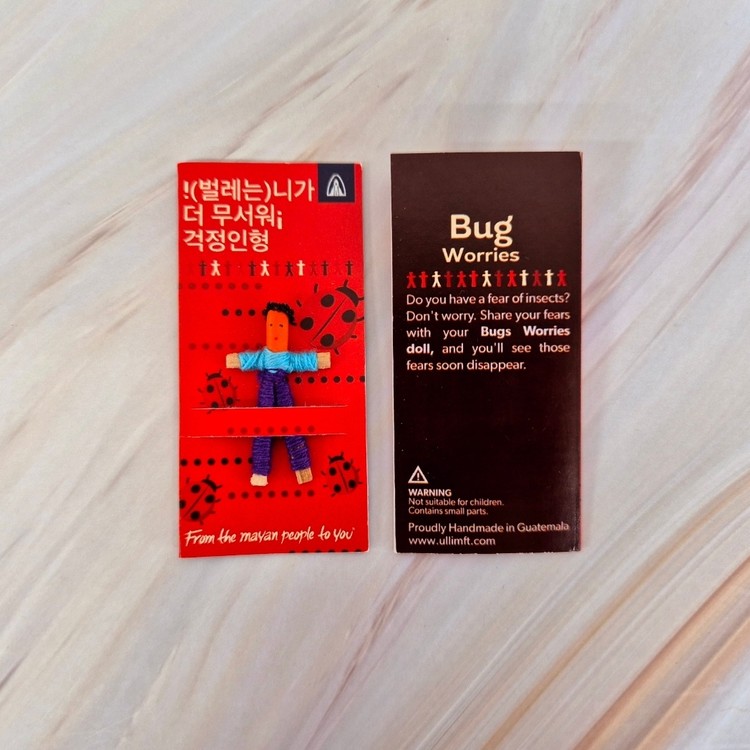 !(벌레는)니가
더 무서워¡
걱정인형
From the mayan people to you
Bug
Worries
Do you have a fear of insects?
Don't worry. Share your fears
with your Bugs Worries
doll, and you'll see those
fears soon disappear.
WARNING
Not suitable for children.
Contains small parts.
Proudly Handmade in Guatemala
www.ullimft.com